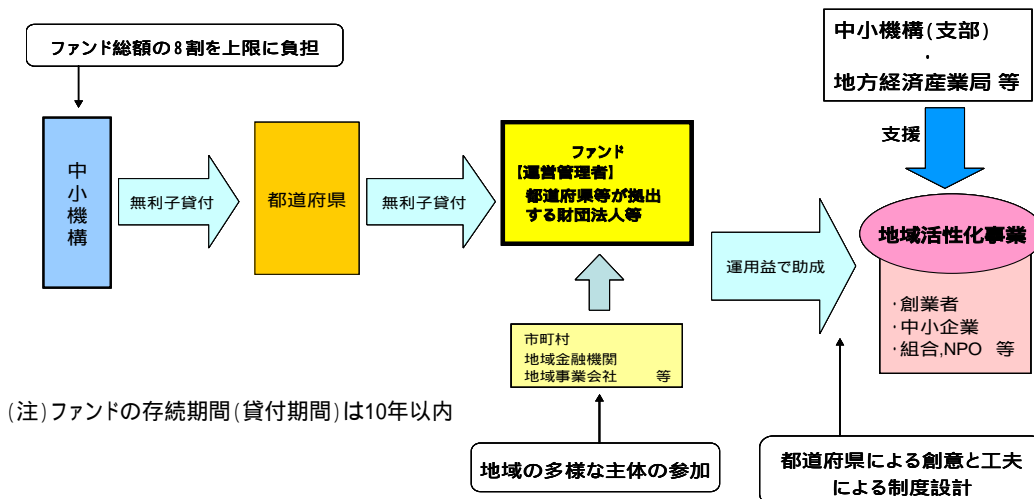 ファンド総額の8割を上限に負担
中小機構
無利子貸付
都道府県
無利子貸付
ファンド
【運営管理者】
都道府県等が拠出
する財団法人等
市町村
地域金融機関
地域事業会社　等
地域の多様な主体の参加
運用益で助成
中小機構(支部)
・
地方経済産業局 等
支援
地域活性化事業
・創業者
・中小企業
・組合,NPO 等
都道府県による創意と工夫
による制度設計
(注)ファンドの存続期間(貸付期間)は10年以内